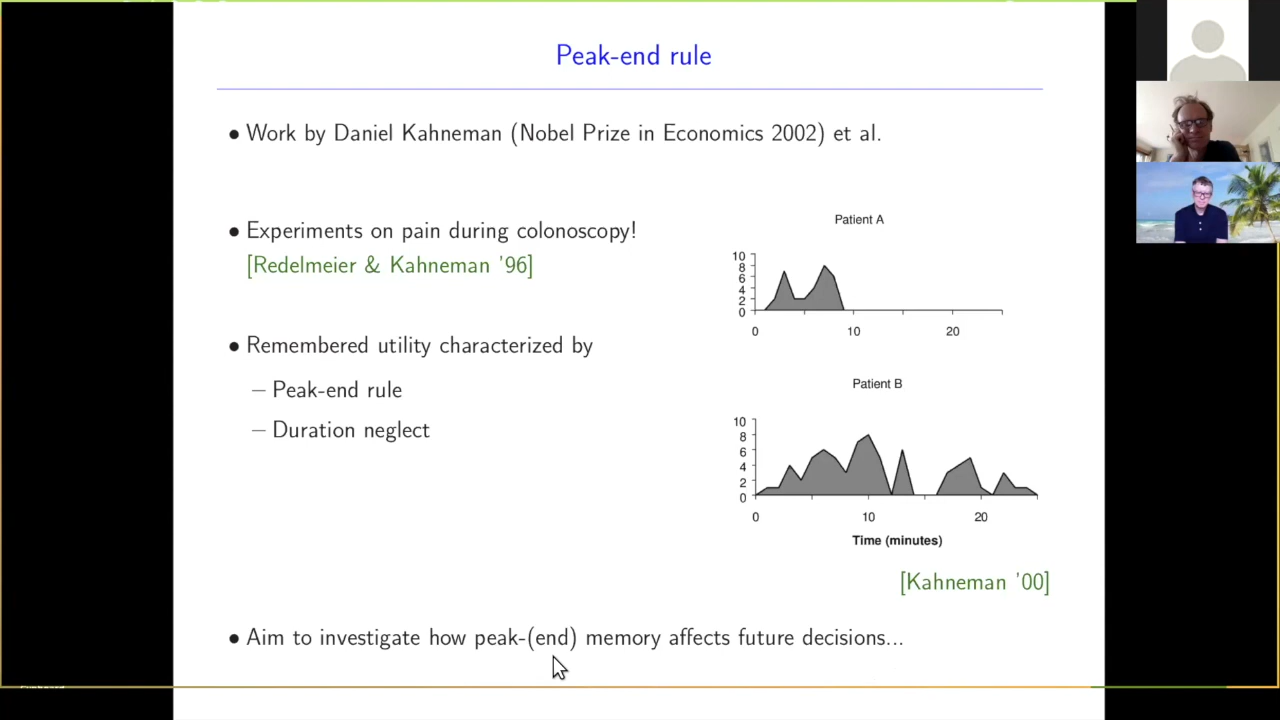 Peak-end rule
• Work by Daniel Kahneman (Nobel Prize in Economics 2002) et al.
• Experiments on pain during colonoscopy!
[Redelmeier & Kahneman '96]
• Remembered utility characterized by
– Peak-end rule
– Duration neglect
Patient A
10
8
6
4
2
0
0 10 20
Patient B
10
8
6
4
2
0
0 10 20
Time (minutes)
[Kahneman '00]
• Aim to investigate how peak-(end) memory affects future decisions...